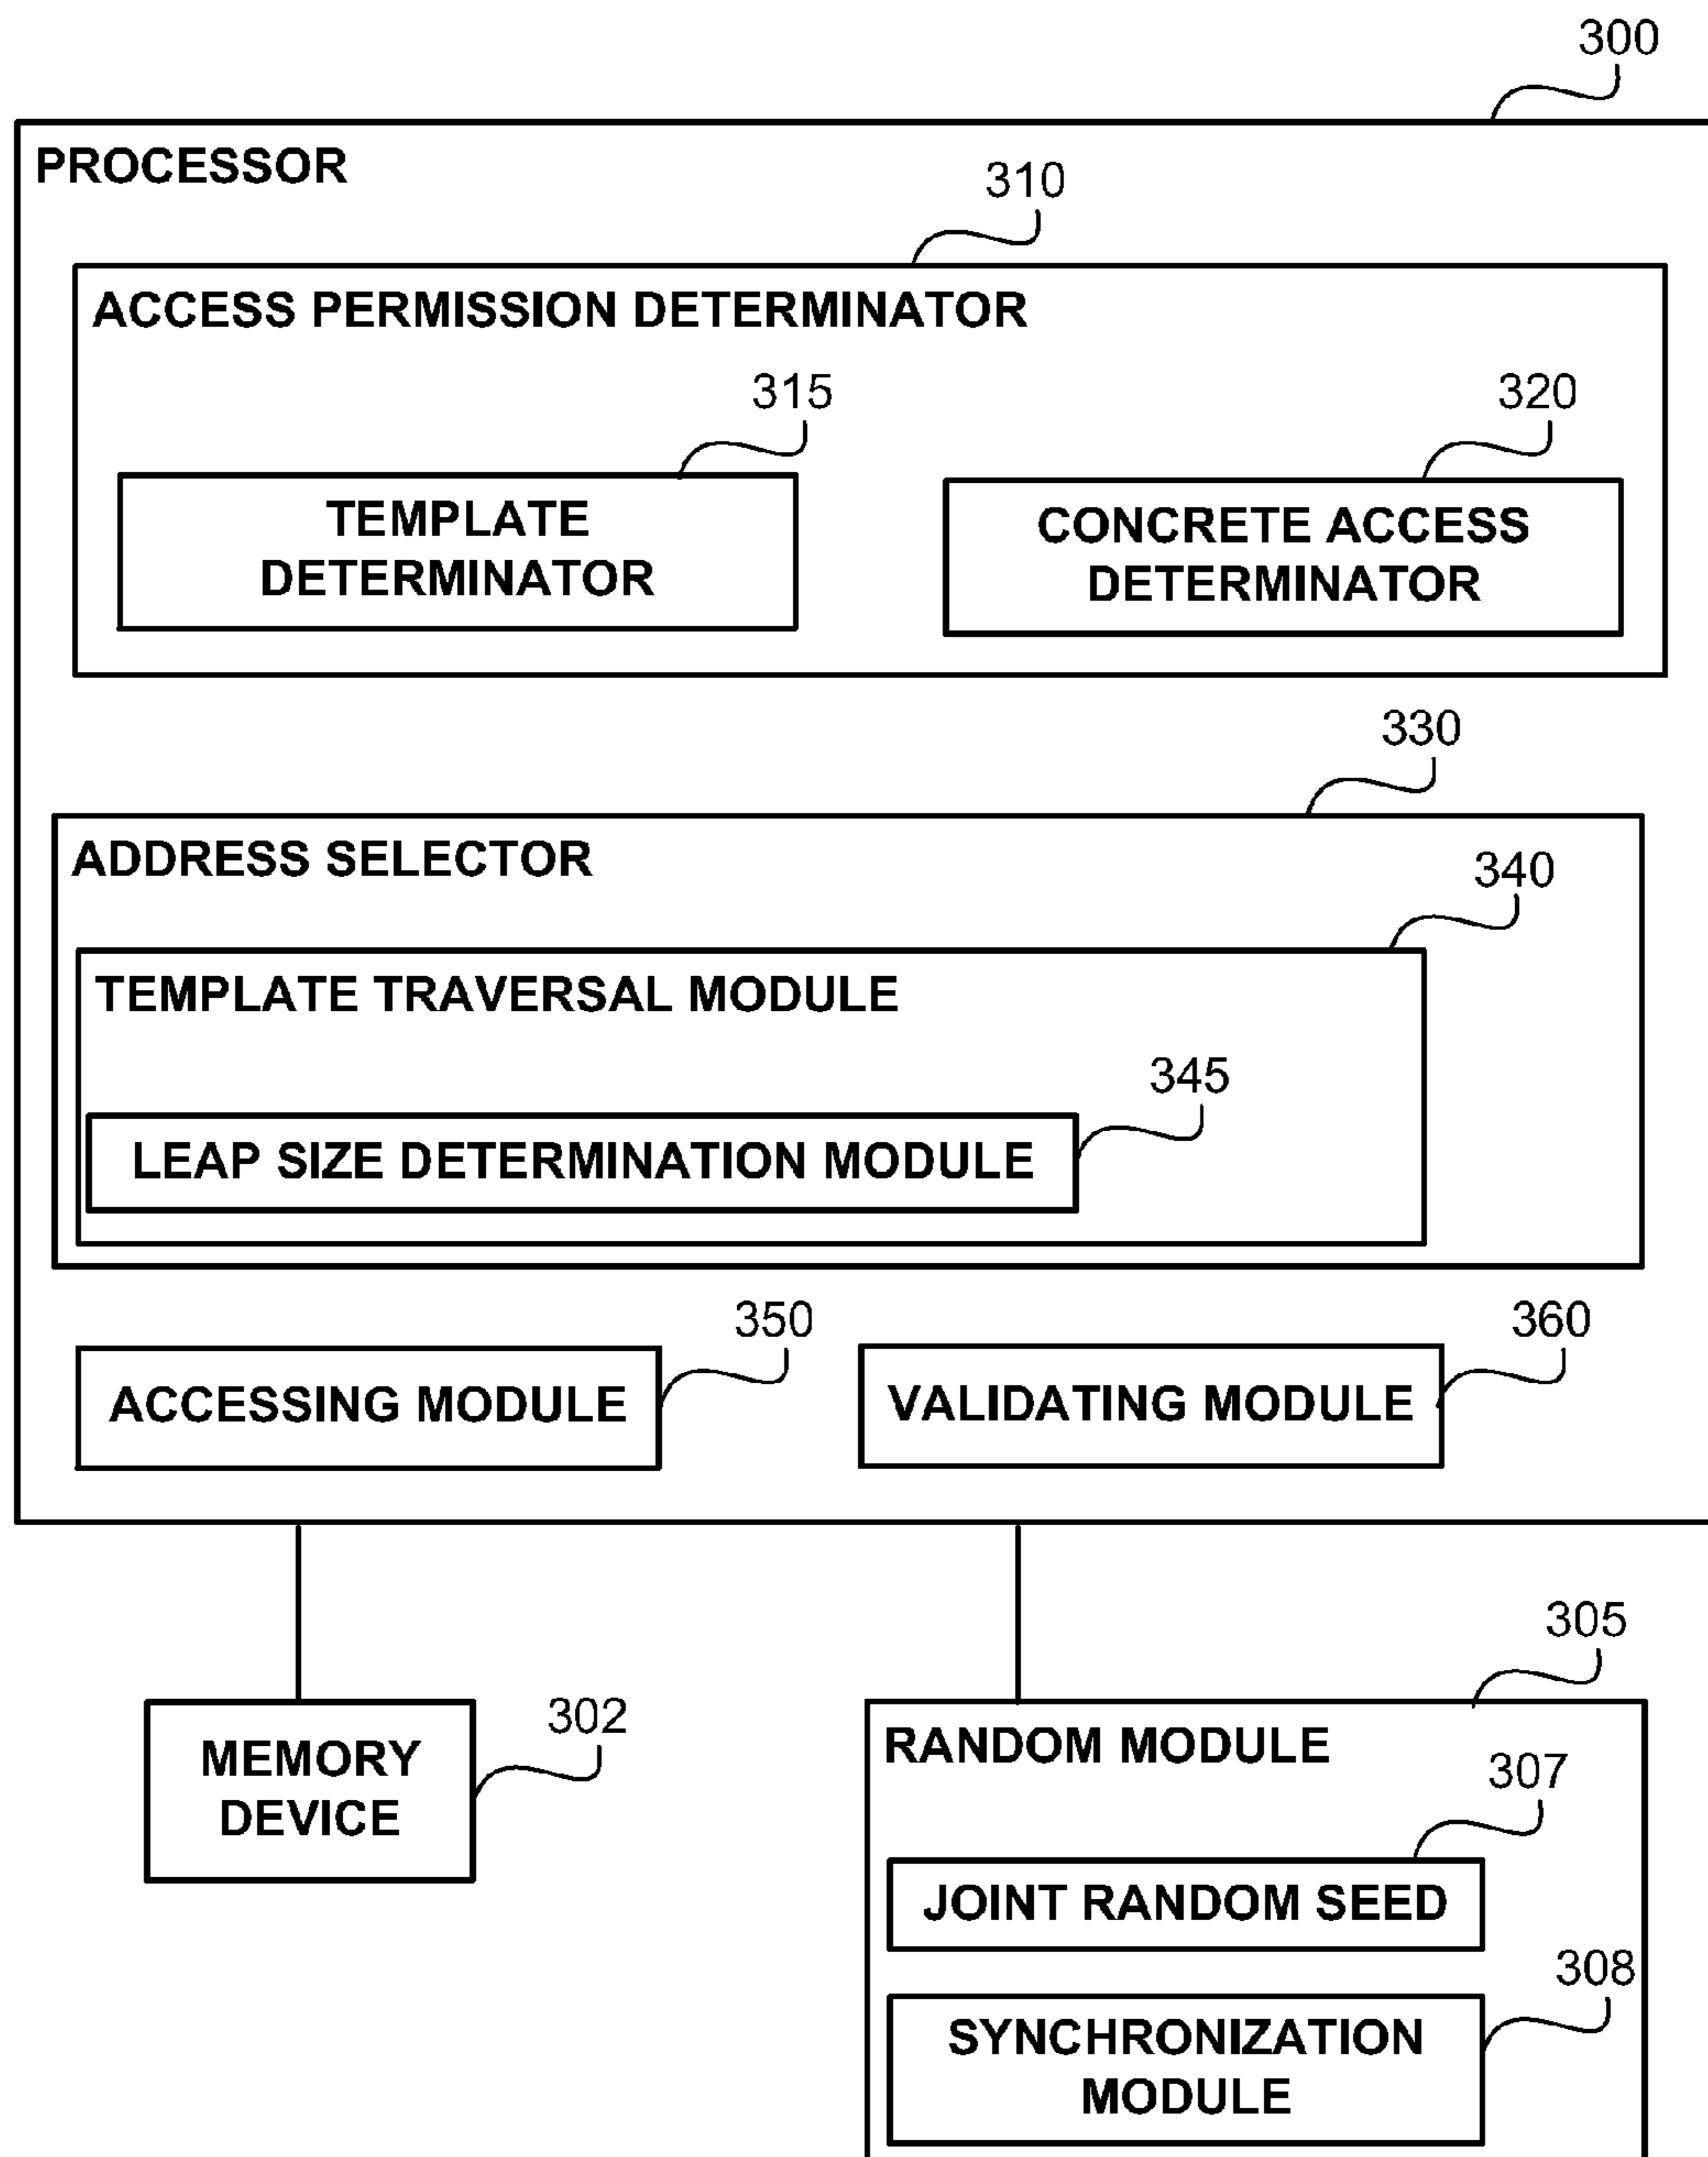 300
PROCESSOR
310
ACCESS PERMISSION DETERMINATOR
315
320
TEMPLATE
DETERMINATOR
CONCRETE ACCESS
DETERMINATOR
330
ADDRESS SELECTOR
340
TEMPLATE TRAVERSAL MODULE
345
LEAP SIZE DETERMINATION MODULE
350
360
ACCESSING MODULE
VALIDATING MODULE
305
302
MEMORY
DEVICE
RANDOM MODULE
307
JOINT RANDOM SEED
308
SYNCHRONIZATION
MODULE